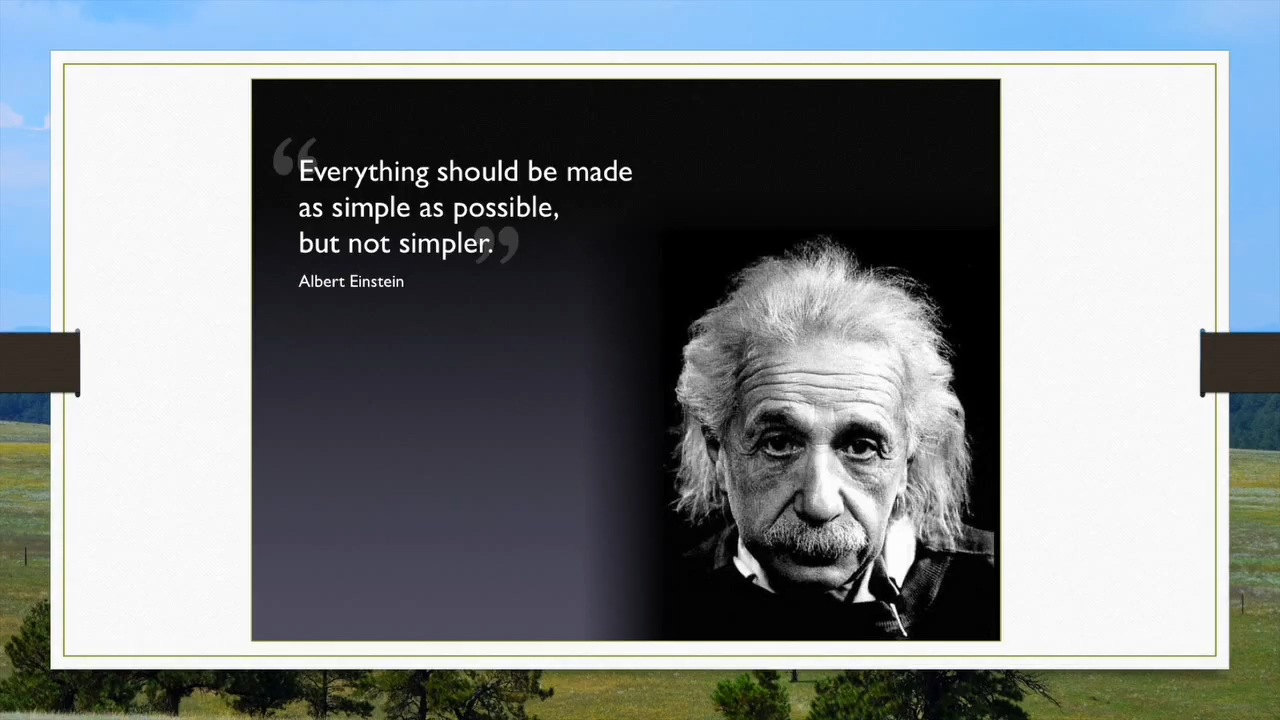 “Everything should be made
as simple as possible,
but not simpler.”
Albert Einstein